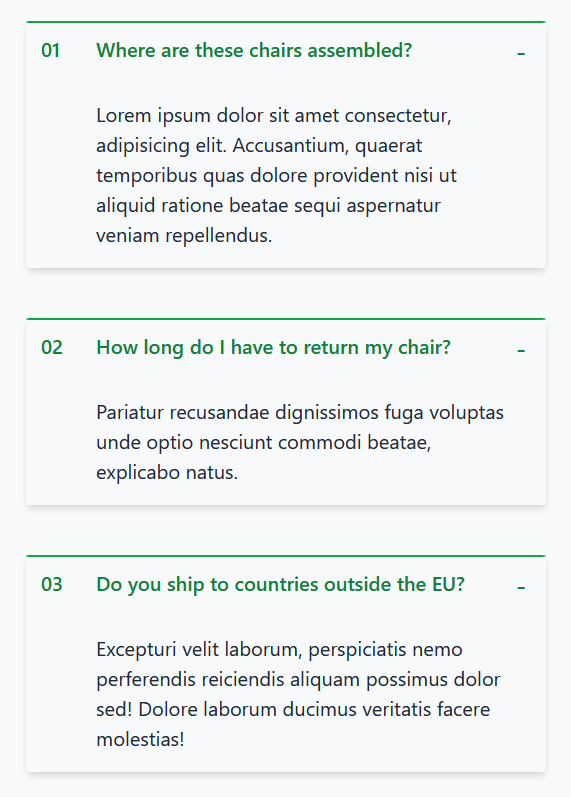 01 Where are these chairs assembled? -
Lorem ipsum dolor sit amet consectetur,
adipisicing elit. Accusantium, quaerat
temporibus quas dolore provident nisi ut
aliquid ratione beatae sequi aspernatur
veniam repellendus.
02 How long do I have to return my chair? -
Pariatur recusandae dignissimos fuga voluptas
unde optio nesciunt commodi beatae,
explicabo natus.
03 Do you ship to countries outside the EU? -
Excepturi velit laborum, perspiciatis nemo
perferendis reiciendis aliquam possimus dolor
sed! Dolore laborum ducimus veritatis facere
molestias!